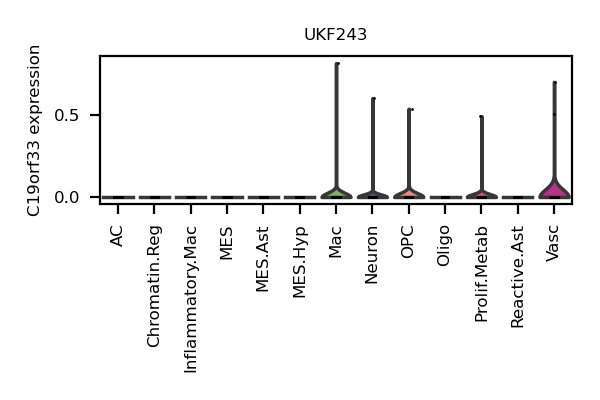 UKF243
C19orf33 expression
0.5
0.0
AC
Chromatin.Reg
Inflammatory.Mac
MES
MES.Ast
MES.Hyp
Mac
Neuron
OPC
Oligo
Prolif.Metab
Reactive.Ast
Vasc